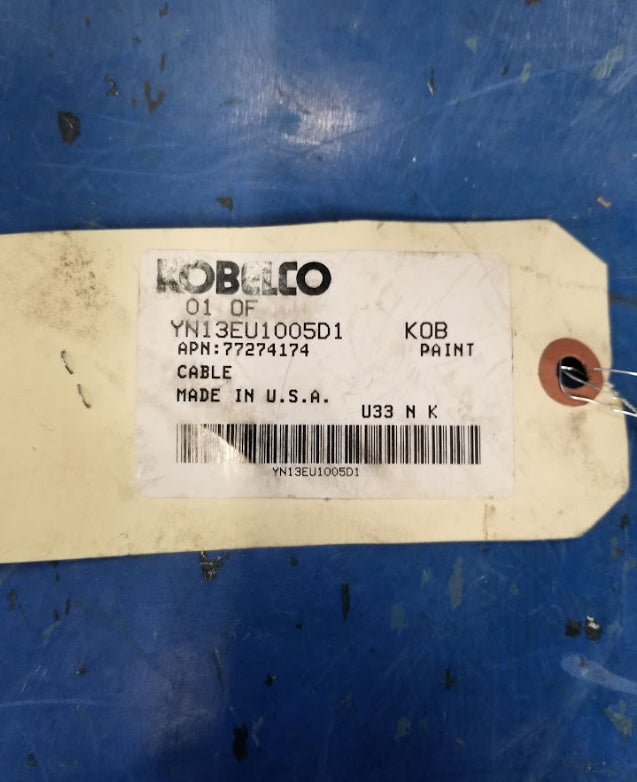 KOBELCO
01 OF
YN13EU1005D1 KOB
APN:77274174 PAINT
CABLE
MADE IN U.S.A.
U33 N K
YN13EU1005D1